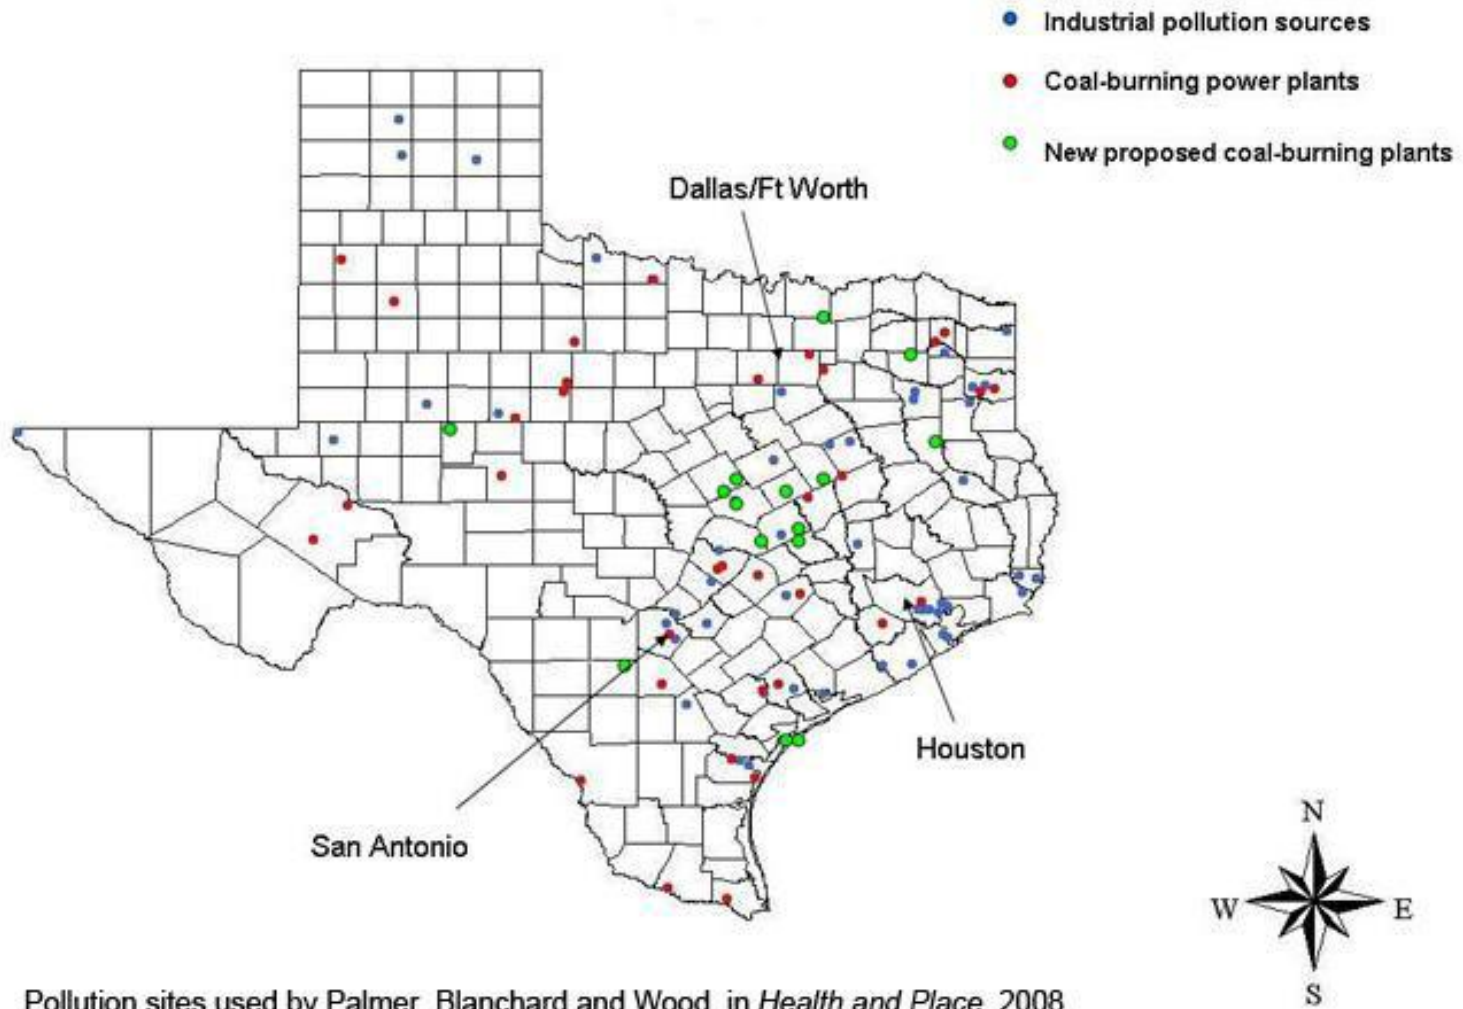 Industrial pollution sources
Coal-burning power plants
New proposed coal-burning plants
Dallas/Ft Worth
Houston
San Antonio
N
W E
S
Pollution sites used by Palmer, Blanchard and Wood, in Health and Place, 2008